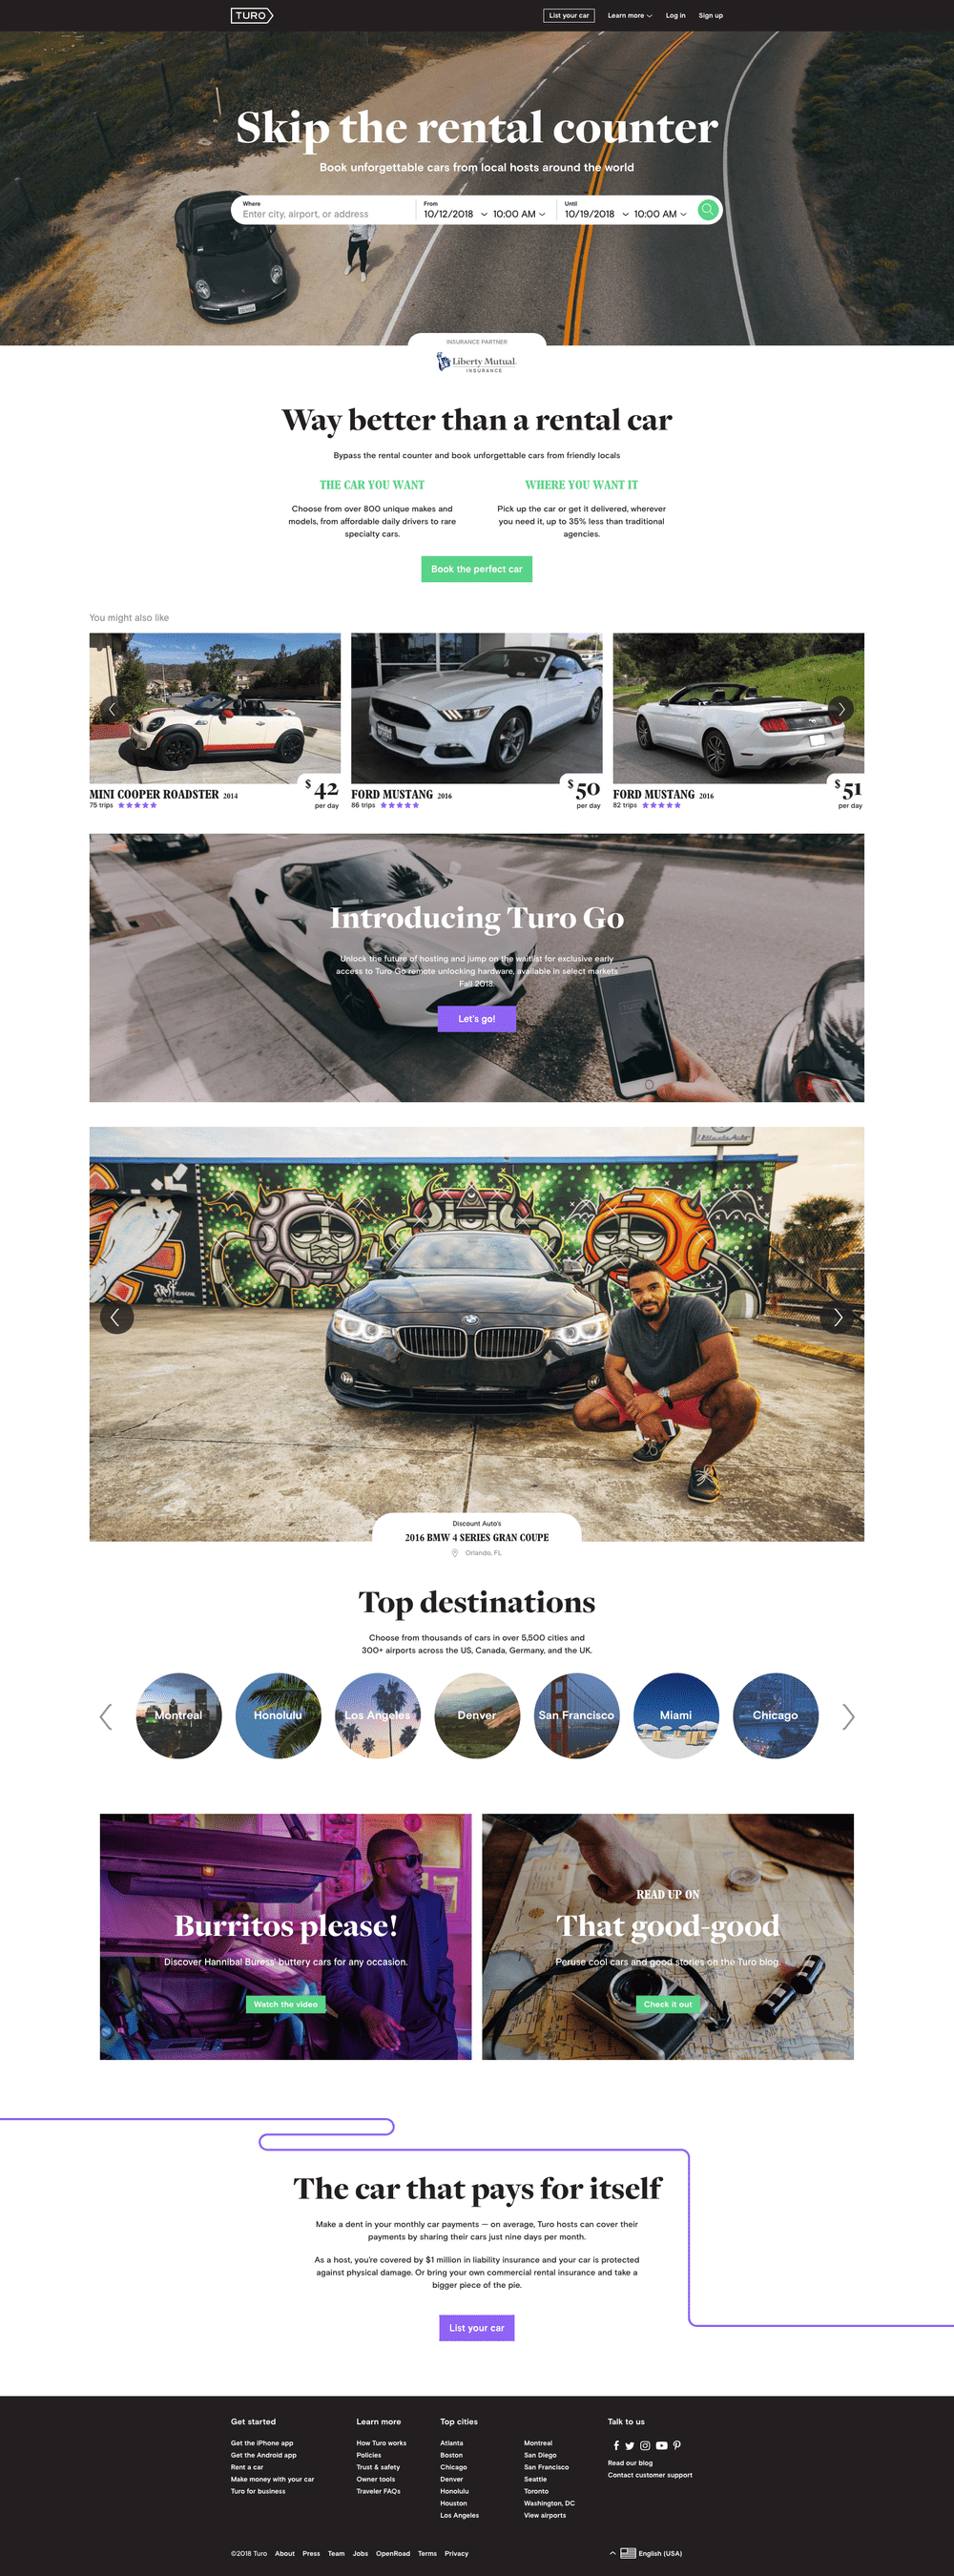 TURO
List your car
Learn more
Log in
Sign up
Skip the rental counter
Book unforgettable cars from local hosts around the world
Where
Enter city, airport, or address
From
10/12/2018
10:00 AM
Until
10/19/2018
10:00 AM
INSURANCE PARTNER
Liberty Mutual.
INSURANCE
Way better than a rental car
Bypass the rental counter and book unforgettable cars from friendly locals
THE CAR YOU WANT
Choose from over 800 unique makes and
models, from affordable daily drivers to rare
specialty cars.
WHERE YOU WANT IT
Pick up the car or get it delivered, wherever
you need it, up to 35% less than traditional
agencies.
Book the perfect car
You might also like
MINI COOPER ROADSTER 2014
75 trips
$42
per day
FORD MUSTANG 2016
86 trips
$50
per day
FORD MUSTANG 2016
82 trips
$51
per day
Introducing Turo Go
Unlock the future of hosting and jump on the waitlist for exclusive early
access to Turo Go remote unlocking hardware, available in select markets
Fall 2018.
Let's go!
Discount Auto's
2016 BMW 4 SERIES GRAN COUPE
Orlando, FL
Top destinations
Choose from thousands of cars in over 5,500 cities and
300+ airports across the US, Canada, Germany, and the UK.
Montreal
Honolulu
Los Angeles
Denver
San Francisco
Miami
Chicago
Burritos please!
Discover Hannibal Buress' buttery cars for any occasion.
Watch the video
READ UP ON
That good-good
Peruse cool cars and good stories on the Turo blog.
Check it out
The car that pays for itself
Make a dent in your monthly car payments — on average, Turo hosts can cover their
payments by sharing their cars just nine days per month.
As a host, you're covered by $1 million in liability insurance and your car is protected
against physical damage. Or bring your own commercial rental insurance and take a
bigger piece of the pie.
List your car
Get started
Get the iPhone app
Get the Android app
Rent a car
Make money with your car
Turo for business
Learn more
How Turo works
Policies
Trust & safety
Owner tools
Traveler FAQs
Top cities
Atlanta
Boston
Chicago
Denver
Honolulu
Houston
Los Angeles
Montreal
San Diego
San Francisco
Seattle
Toronto
Washington, DC
View airports
Talk to us
Read our blog
Contact customer support
©2018 Turo
About
Press
Team
Jobs
OpenRoad
Terms
Privacy
English (USA)